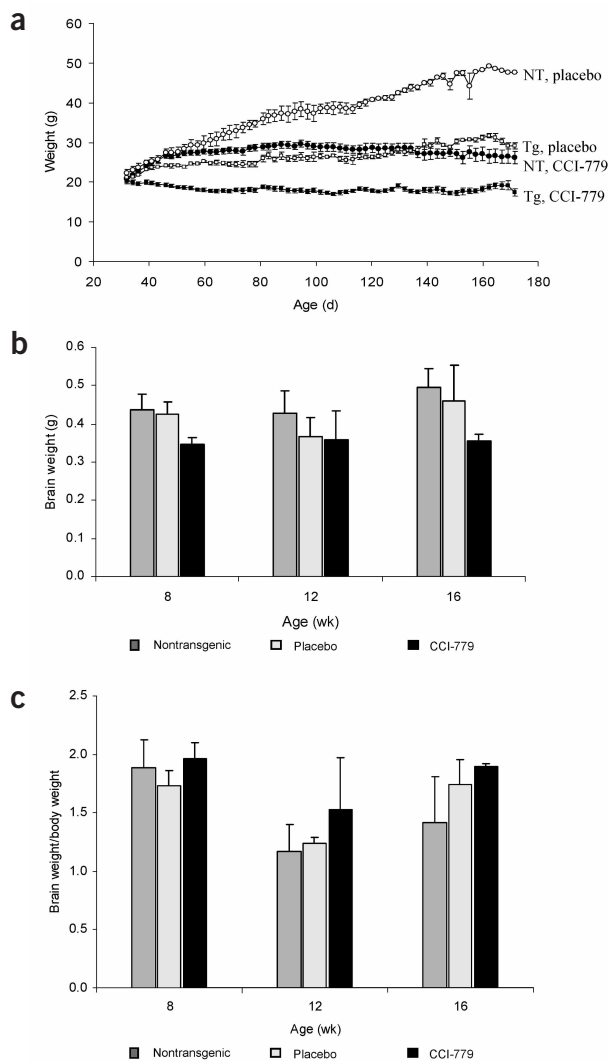 a
60
50
40
30
20
10
0
Weight (g)
NT, placebo
Tg, placebo
NT, CCI-779
Tg, CCI-779
20 40 60 80 100 120 140 160 180
Age (d)
b
0.6
0.5
0.4
0.3
0.2
0.1
0.0
Brain weight (g)
8 12 16
Age (wk)
Nontransgenic Placebo CCI-779
c
2.5
2.0
1.5
1.0
0.5
0.0
Brain weight/body weight
8 12 16
Age (wk)
Nontransgenic Placebo CCI-779